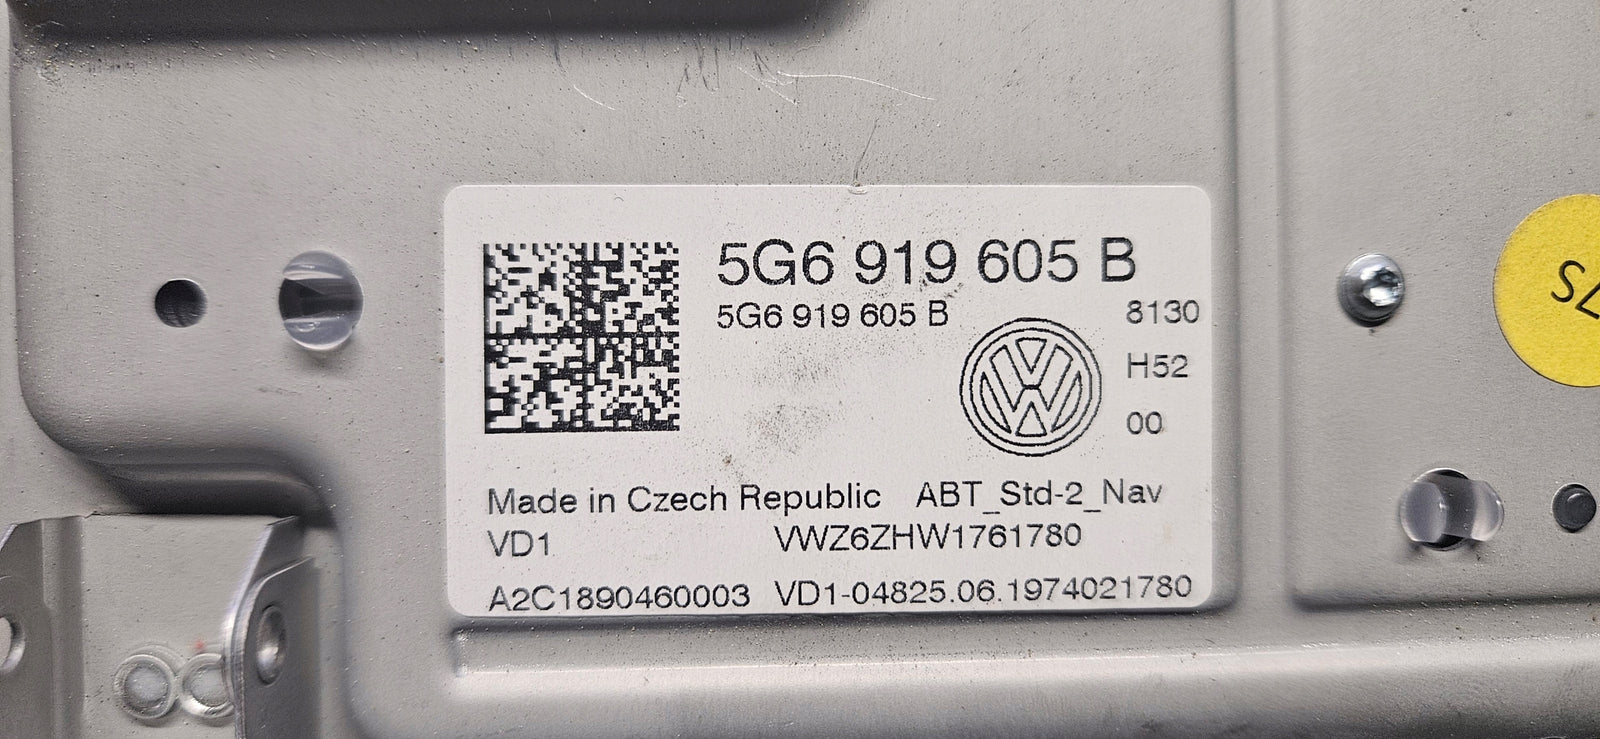 5G6 919 605 B
5G6 919 605 B
8130
H52
00
Made in Czech Republic ABT_Std-2_Nav
VD1 VWZ6ZHW1761780
A2C1890460003 VD1-04825.06.1974021780